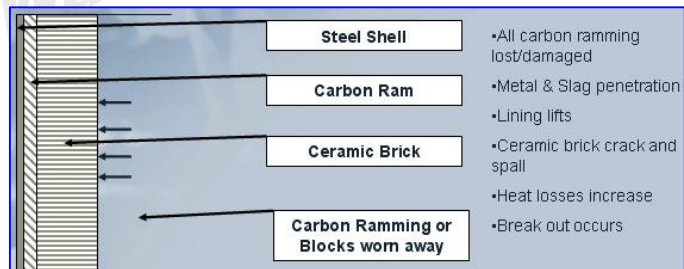 Steel Shell
Carbon Ram
Ceramic Brick
Carbon Ramming or
Blocks worn away
•All carbon ramming
lost/damaged
•Metal & Slag penetration
•Lining lifts
•Ceramic brick crack and
spall
•Heat losses increase
•Break out occurs